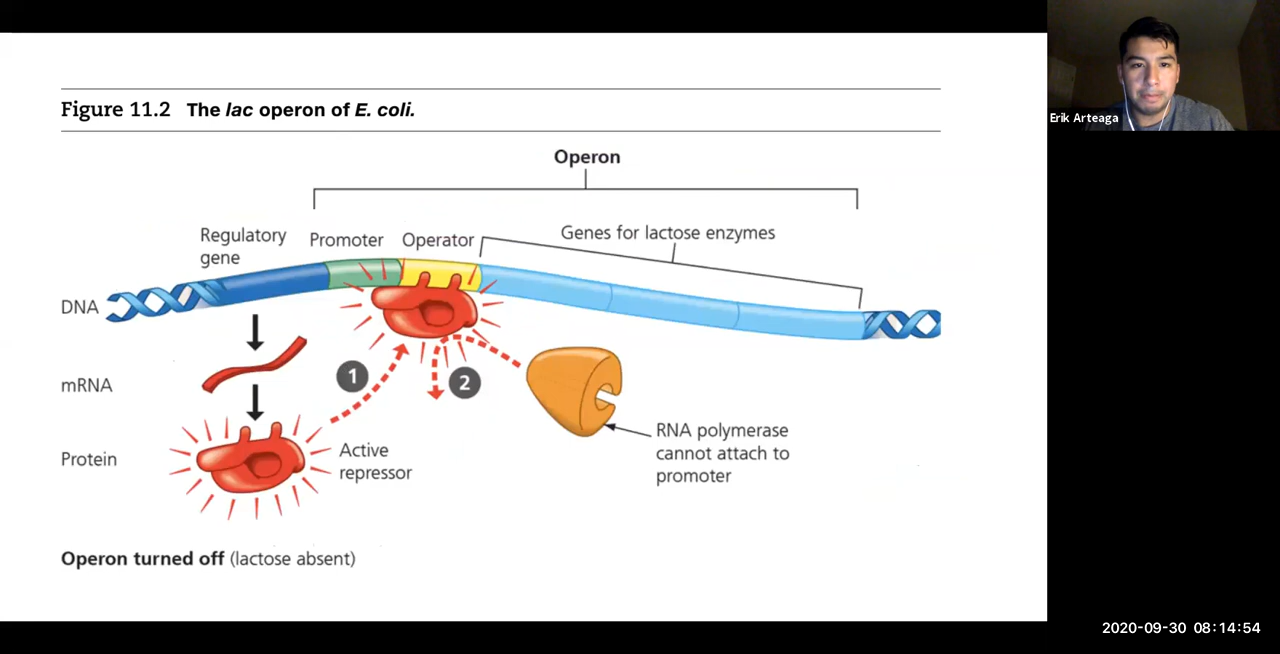 Figure 11.2 The lac operon of E. coli.
Erik Arteaga
Operon
Regulatory
gene
Promoter
Operator
Genes for lactose enzymes
DNA
mRNA
1
2
Protein
Active
repressor
RNA polymerase
cannot attach to
promoter
Operon turned off (lactose absent)
2020-09-30 08:14:54